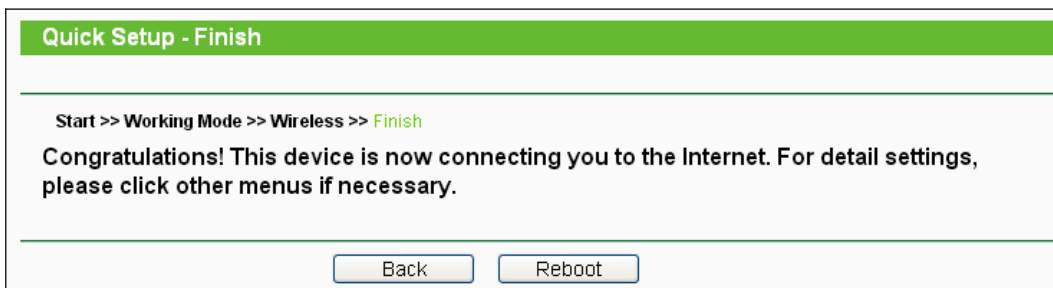 Quick Setup - Finish
Start >> Working Mode >> Wireless >> Finish
Congratulations! This device is now connecting you to the Internet. For detail settings,
please click other menus if necessary.
Back Reboot